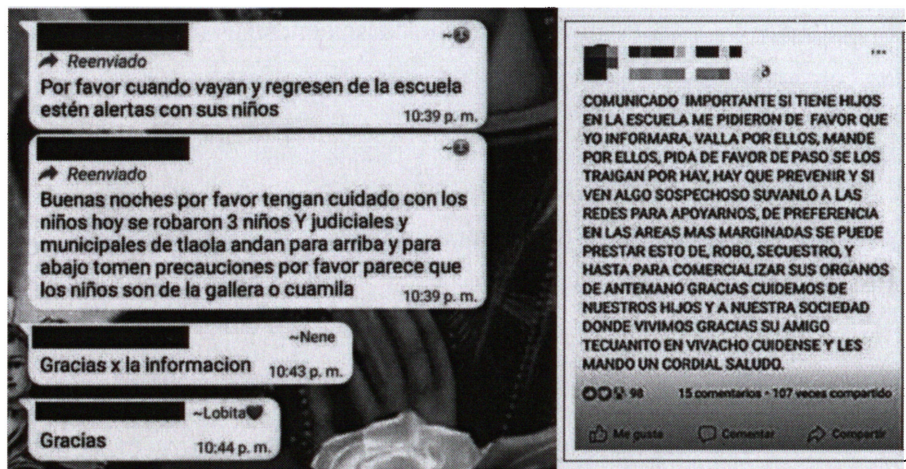 Reenviado
Por favor cuando vayan y regresen de la escuela
estén alertas con sus niños
10:39 p. m.
Reenviado
Buenas noches por favor tengan cuidado con los
niños hoy se robaron 3 niños Y judiciales y
municipales de tlaola andan para arriba y para
abajo tomen precauciones por favor parece que
los niños son de la gallera o cuamila
10:39 p. m.
~Nene
Gracias x la informacion
10:43 p. m.
~Lobita
Gracias
10:44 p. m.
COMUNICADO IMPORTANTE SI TIENE HIJOS
EN LA ESCUELA ME PIDIERON DE FAVOR QUE
YO INFORMARA, VALLA POR ELLOS, MANDE
POR ELLOS, PIDA DE FAVOR DE PASO SE LOS
TRAIGAN POR HAY, HAY QUE PREVENIR Y SI
VEN ALGO SOSPECHOSO SUVANLO A LAS
REDES PARA APOYARNOS, DE PREFERENCIA
EN LAS AREAS MAS MARGINADAS SE PUEDE
PRESTAR ESTO DE, ROBO, SECUESTRO, Y
HASTA PARA COMERCIALIZAR SUS ORGANOS
DE ANTEMANO GRACIAS CUIDEMOS DE
NUESTROS HIJOS Y A NUESTRA SOCIEDAD
DONDE VIVIMOS GRACIAS SU AMIGO
TECUANITO EN VIVACHO CUIDENSE Y LES
MANDO UN CORDIAL SALUDO.
98 15 comentarios • 107 veces compartido
Me gusta Comentar Compartir